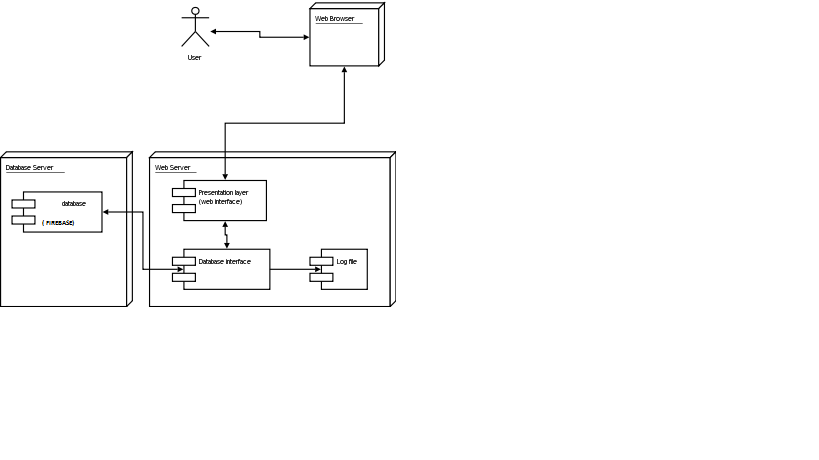 Web Browser
User
Database Server
database
( FIREBASE)
Web Server
Presentation layer
(web interface)
Database interface
Log file